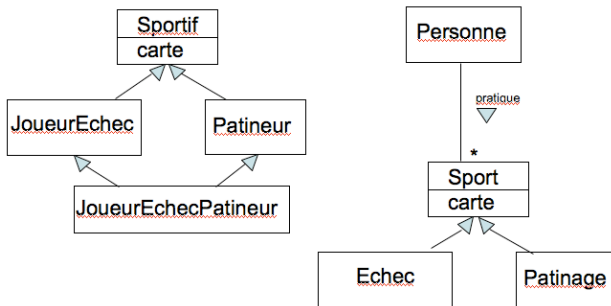 Sportif
carte
JoueurEchec
Patineur
JoueurEchecPatineur
Personne
pratique
*
Sport
carte
Echec
Patinage